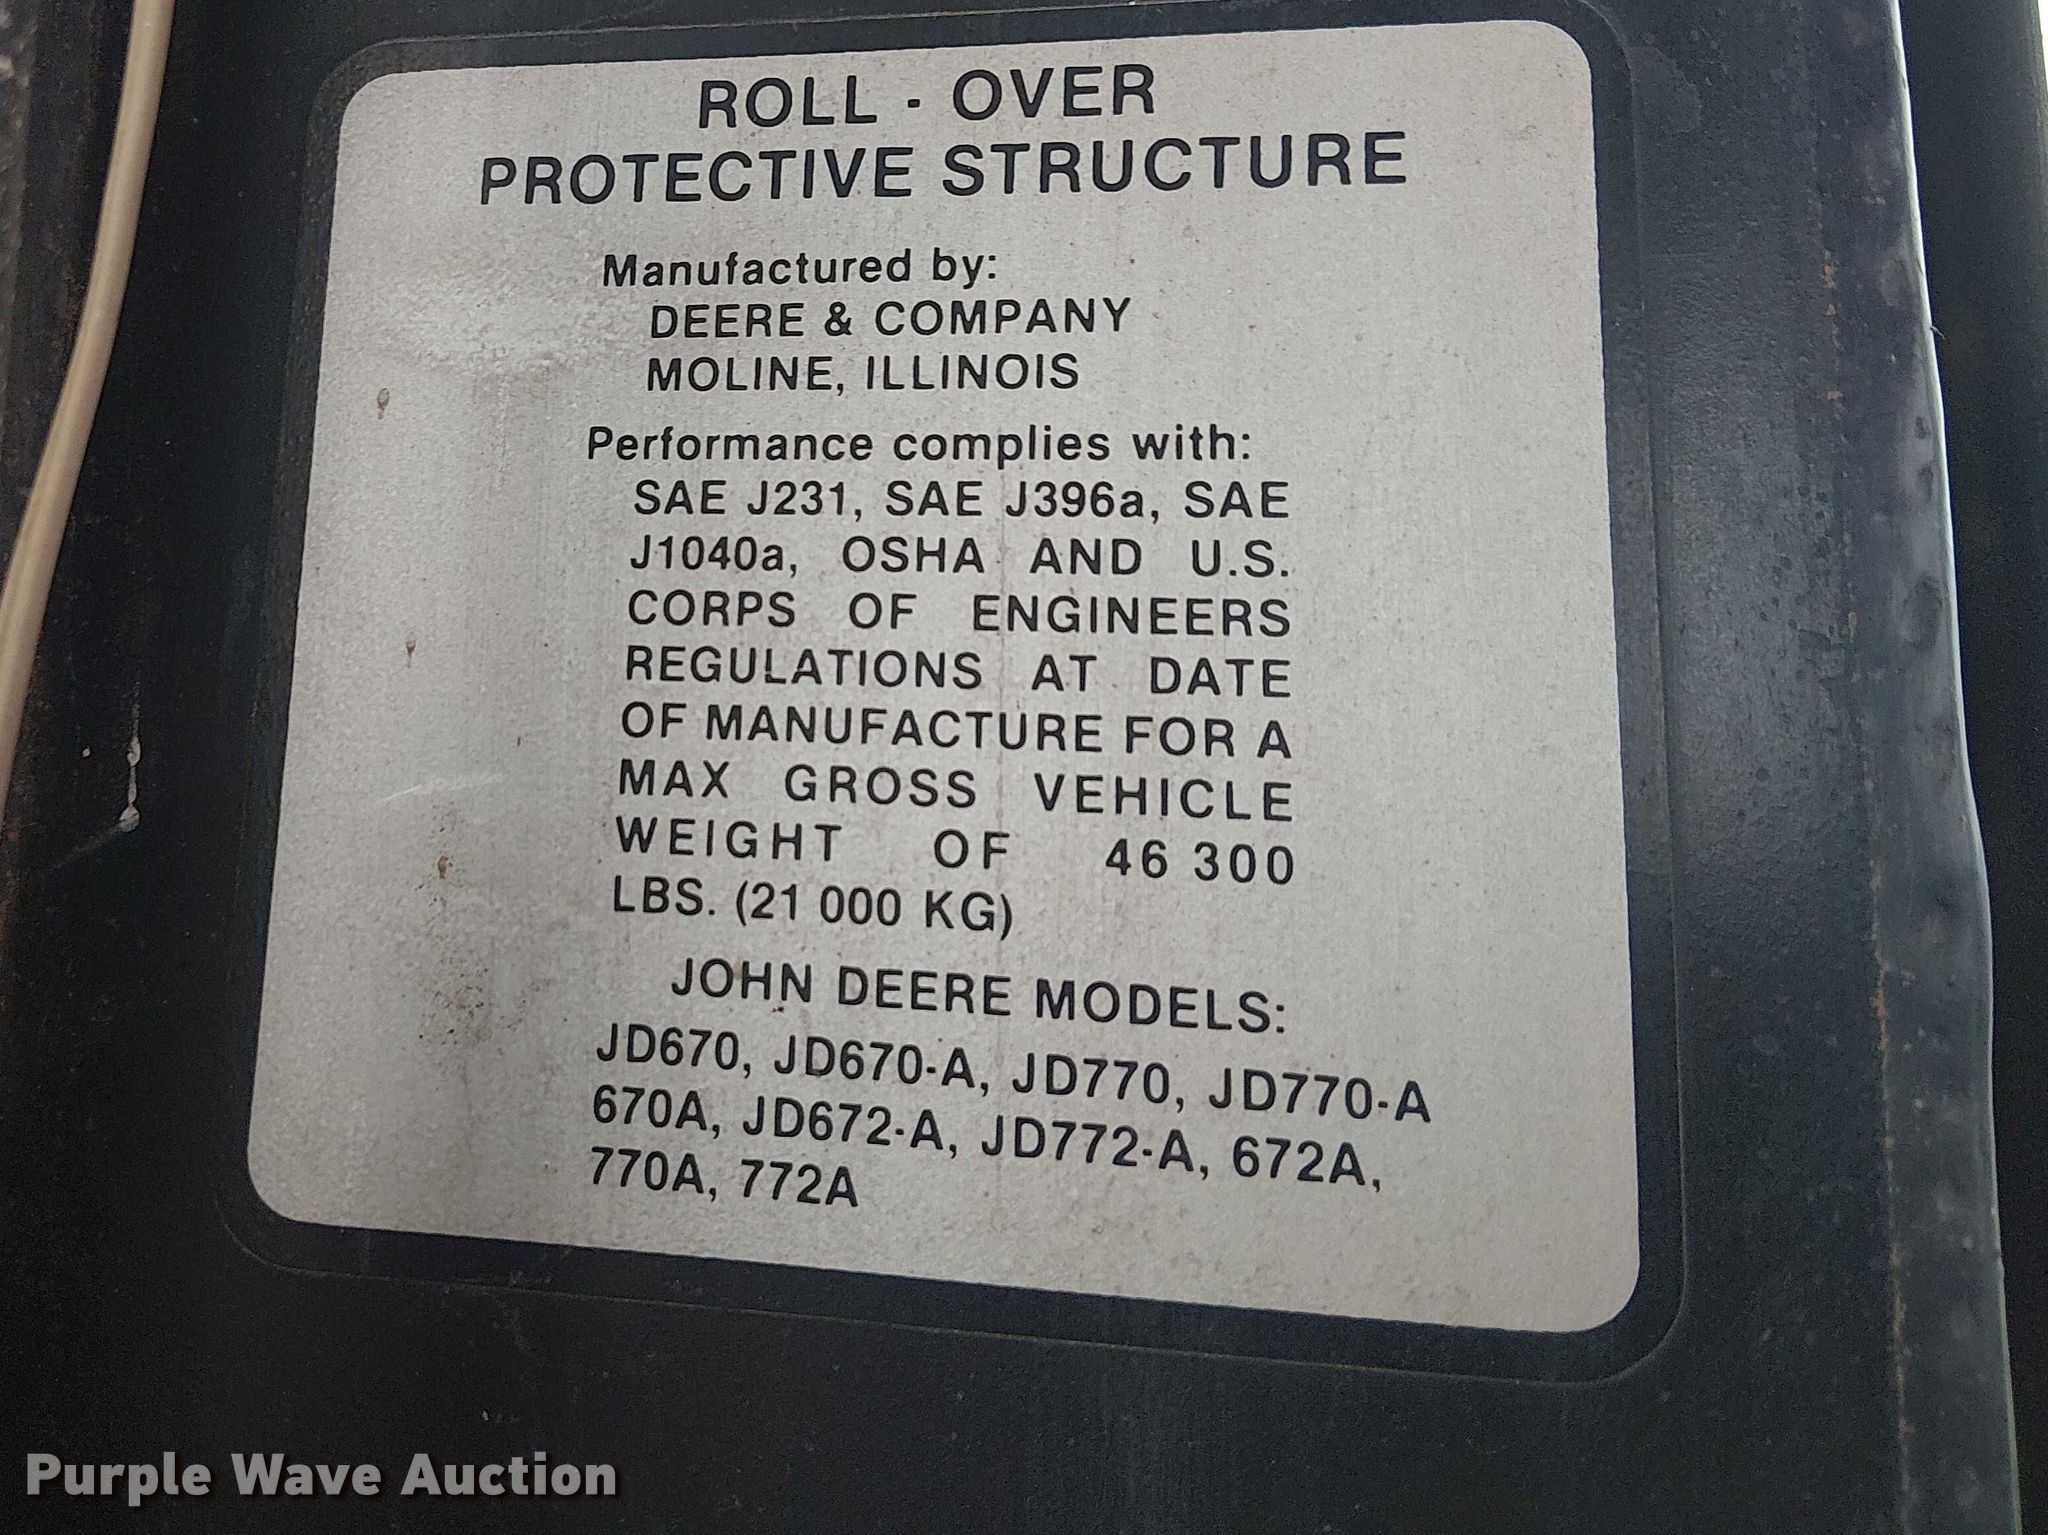 ROLL - OVER
PROTECTIVE STRUCTURE
Manufactured by:
DEERE & COMPANY
MOLINE, ILLINOIS
Performance complies with:
SAE J231, SAE J396a, SAE
J1040a, OSHA AND U.S.
CORPS OF ENGINEERS
REGULATIONS AT DATE
OF MANUFACTURE FOR A
MAX GROSS VEHICLE
WEIGHT OF 46 300
LBS. (21 000 KG)
JOHN DEERE MODELS:
JD670, JD670-A, JD770, JD770-A
670A, JD672-A, JD772-A, 672A,
770A, 772A
Purple Wave Auction